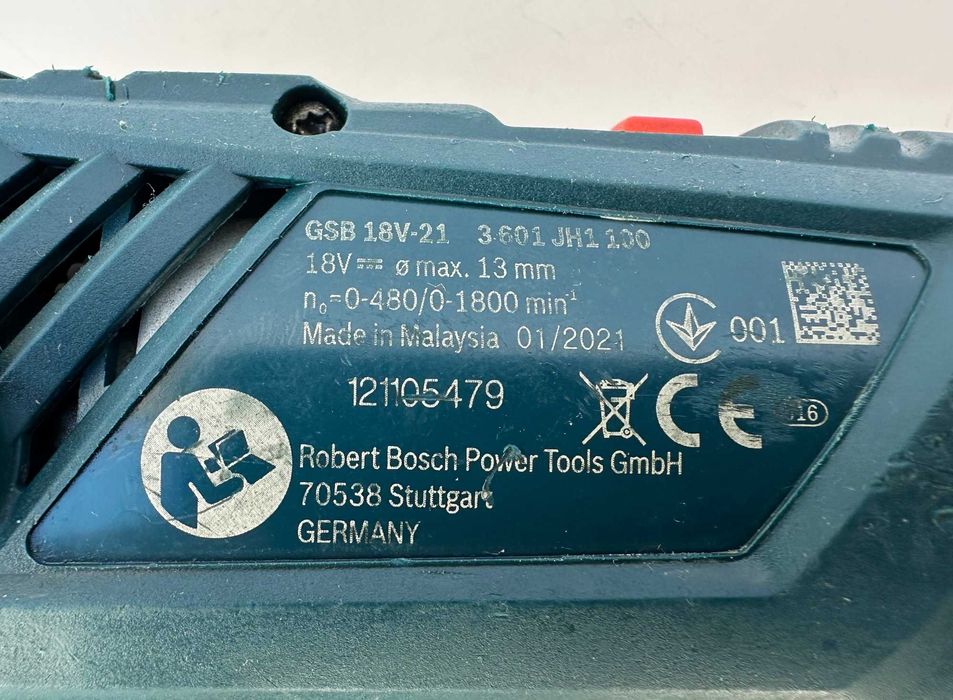 GSB 18V-21 3 601 JH1 100
18V⎓ ø max. 13 mm
n₀=0-480/0-1800 min⁻¹
Made in Malaysia 01/2021
001
121105479
CE
16
Robert Bosch Power Tools GmbH
70538 Stuttgart
GERMANY